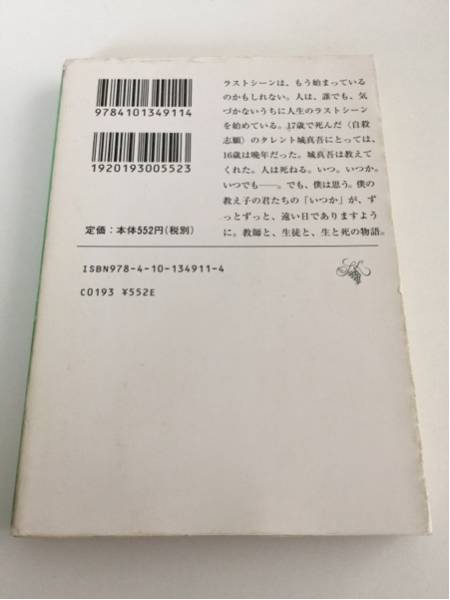 9784101349114
1920193005523
定価：本体552円(税別)
ラストシーンは、もう始まっている
のかもしれない。人は、誰でも、気
づかないうちに人生のラストシーン
を始めている。17歳で死んだ〈自殺
志願〉のタレント城真吾にとっては、
16歳は晩年だった。城真吾は教えて
くれた。人は死ねる。いつ。いつか。
いつでも――。でも、僕は思う。僕の
教え子の君たちの「いつか」が、ず
っとずっと、遠い日でありますよう
に。教師と、生徒と、生と死の物語。
ISBN978-4-10-134911-4
C0193 ¥552E